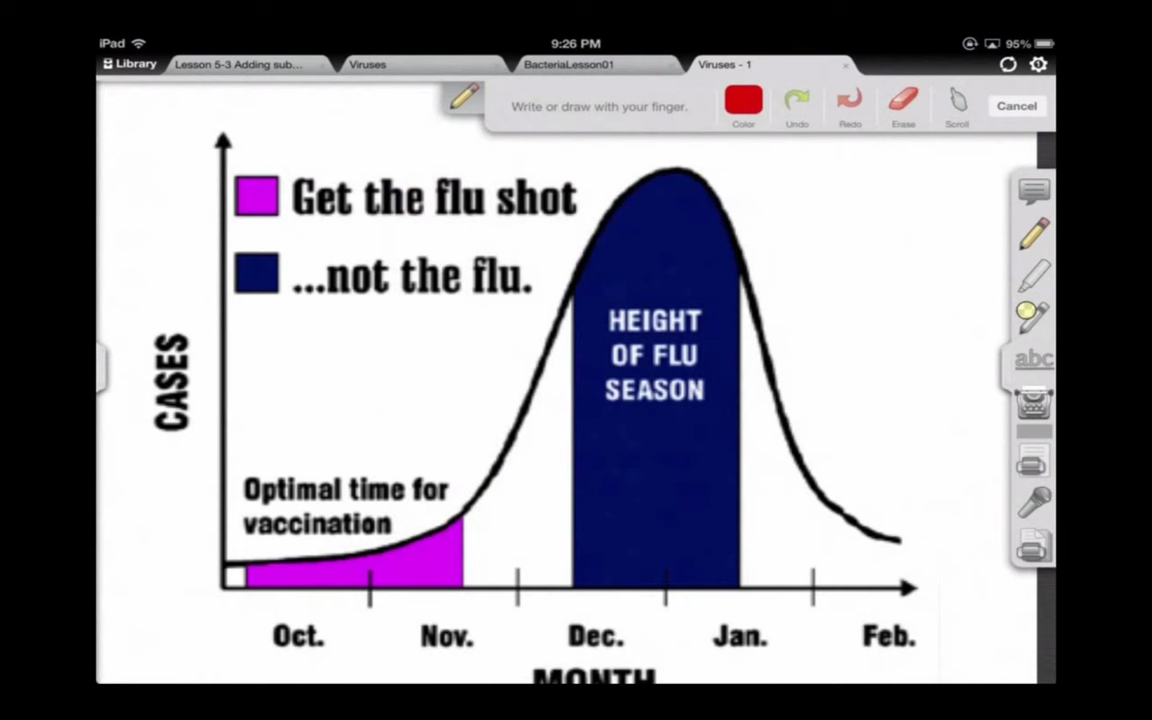 iPad
9:26 PM
95%
Library
Lesson 5-3 Adding sub...
Viruses
BacteriaLesson01
Viruses - 1
Write or draw with your finger.
Color
Undo
Redo
Erase
Scroll
Cancel
Get the flu shot
...not the flu.
HEIGHT
OF FLU
SEASON
CASES
Optimal time for
vaccination
abc
Oct.
Nov.
Dec.
Jan.
Feb.
MONTH